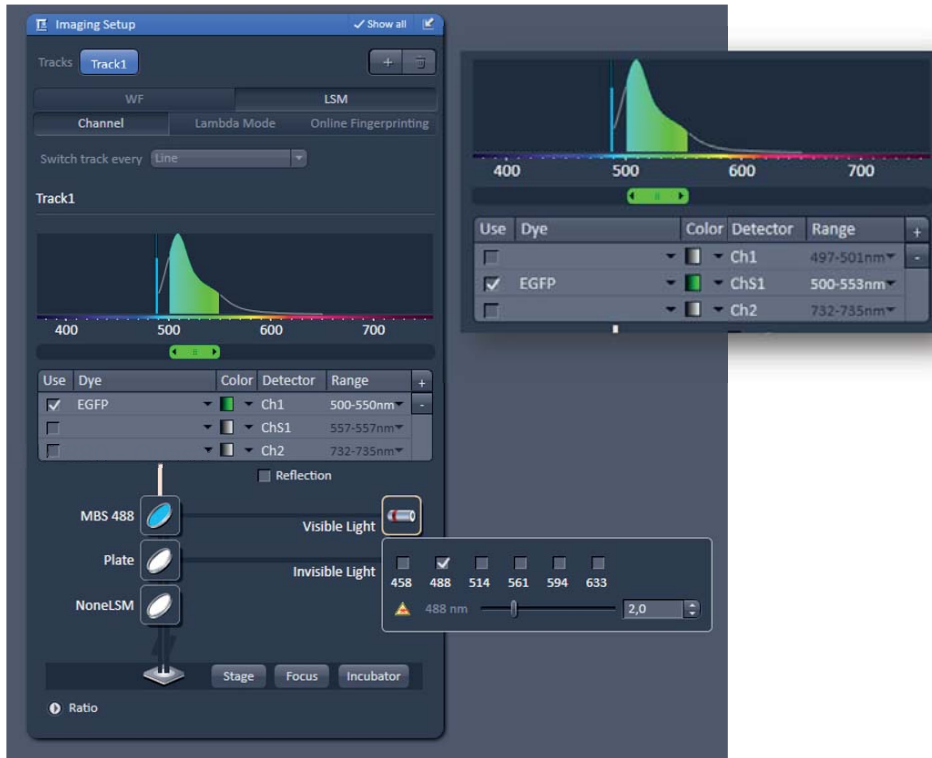 Imaging Setup Show all
Tracks Track1 +
WF LSM
Channel Lambda Mode Online Fingerprinting
Switch track every Line
Track1
400 500 600 700
Use Dye Color Detector Range +
EGFP Ch1 500-550nm -
ChS1 557-557nm
Ch2 732-735nm
Reflection
MBS 488 Visible Light
Plate Invisible Light
NoneLSM
458 488 514 561 594 633
488 nm 2,0
Stage Focus Incubator
Ratio
400 500 600 700
Use Dye Color Detector Range +
Ch1 497-501nm -
EGFP ChS1 500-553nm
Ch2 732-735nm